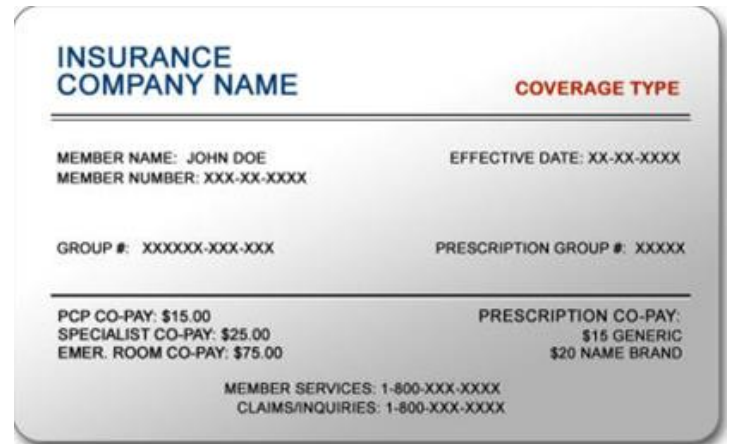 INSURANCE
COMPANY NAME
COVERAGE TYPE
MEMBER NAME: JOHN DOE
EFFECTIVE DATE: XX-XX-XXXX
MEMBER NUMBER: XXX-XX-XXXX
GROUP #: XXXXXX-XXX-XXX
PRESCRIPTION GROUP #: XXXXX
PCP CO-PAY: $15.00
SPECIALIST CO-PAY: $25.00
EMER. ROOM CO-PAY: $75.00
PRESCRIPTION CO-PAY:
$15 GENERIC
$20 NAME BRAND
MEMBER SERVICES: 1-800-XXX-XXXX
CLAIMS/INQUIRIES: 1-800-XXX-XXXX